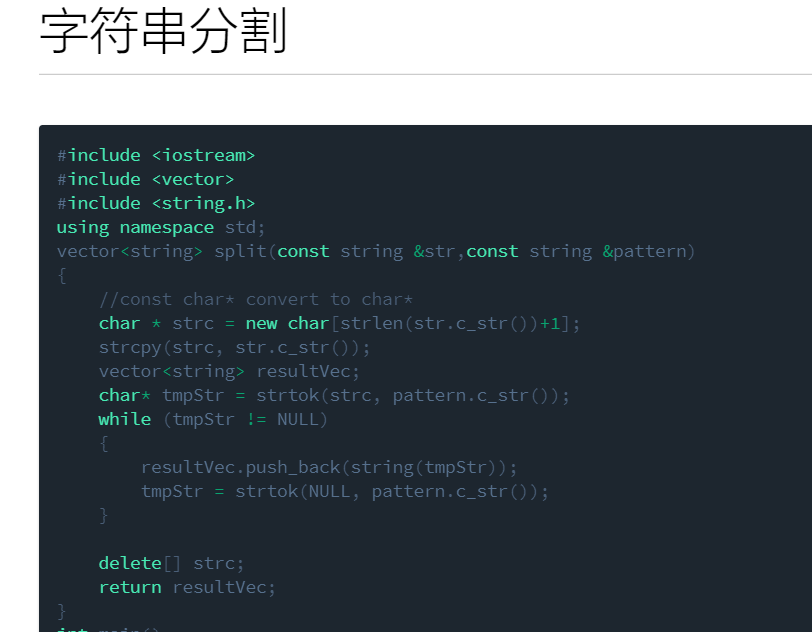 字符串分割
#include <iostream>
#include <vector>
#include <string.h>
using namespace std;
vector<string> split(const string &str,const string &pattern)
{
    //const char* convert to char*
    char * strc = new char[strlen(str.c_str())+1];
    strcpy(strc, str.c_str());
    vector<string> resultVec;
    char* tmpStr = strtok(strc, pattern.c_str());
    while (tmpStr != NULL)
    {
        resultVec.push_back(string(tmpStr));
        tmpStr = strtok(NULL, pattern.c_str());
    }
    delete[] strc;
    return resultVec;
}
int main()